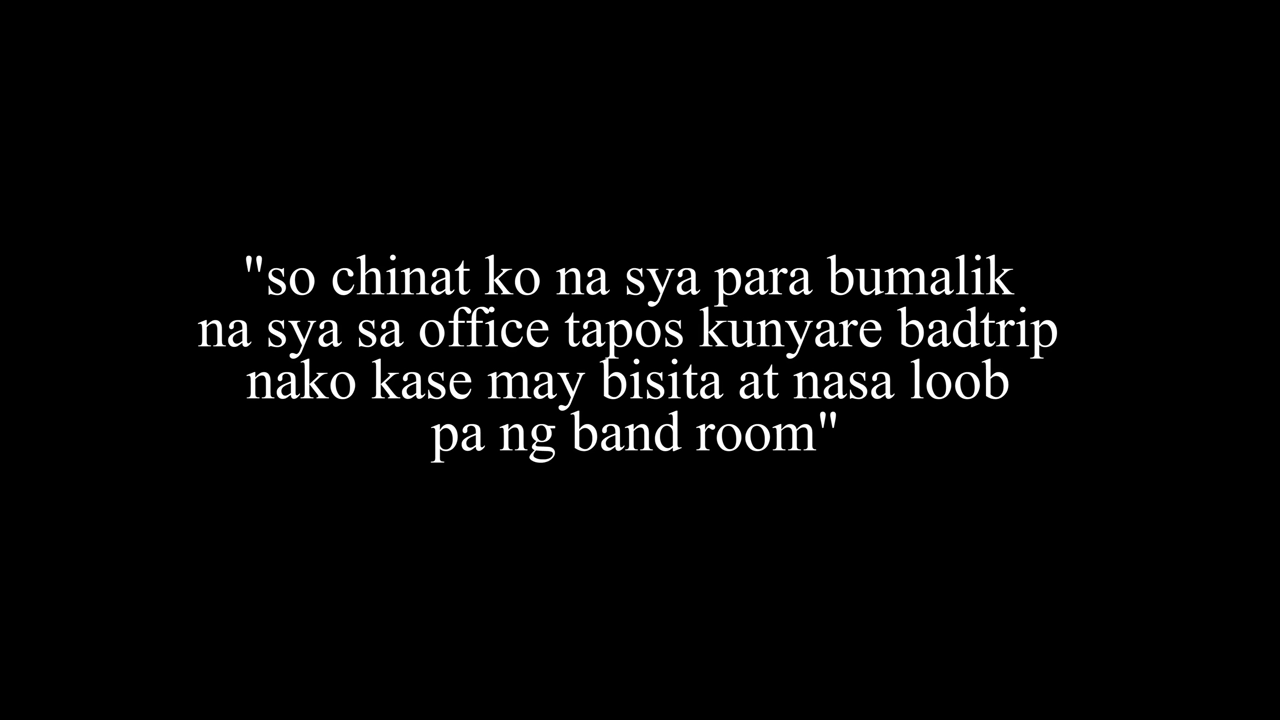 "so chinat ko na sya para bumalik
na sya sa office tapos kunyare badtrip
nako kase may bisita at nasa loob
pa ng band room"